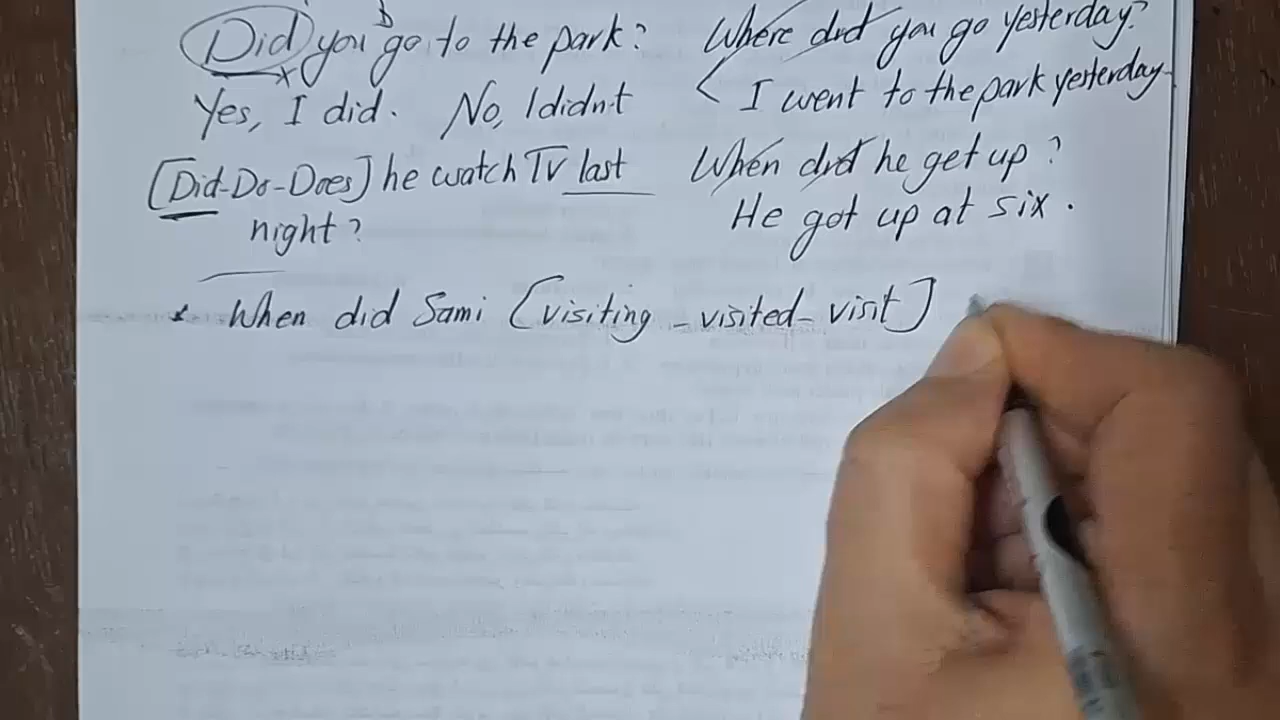 Did you go to the park?
Yes, I did. No, I didn't
[Did-Do-Does] he watch TV last
night?
Where did you go yesterday?
I went to the park yesterday
When did he get up?
He got up at six.
* When did Sami [visiting - visited - visit]